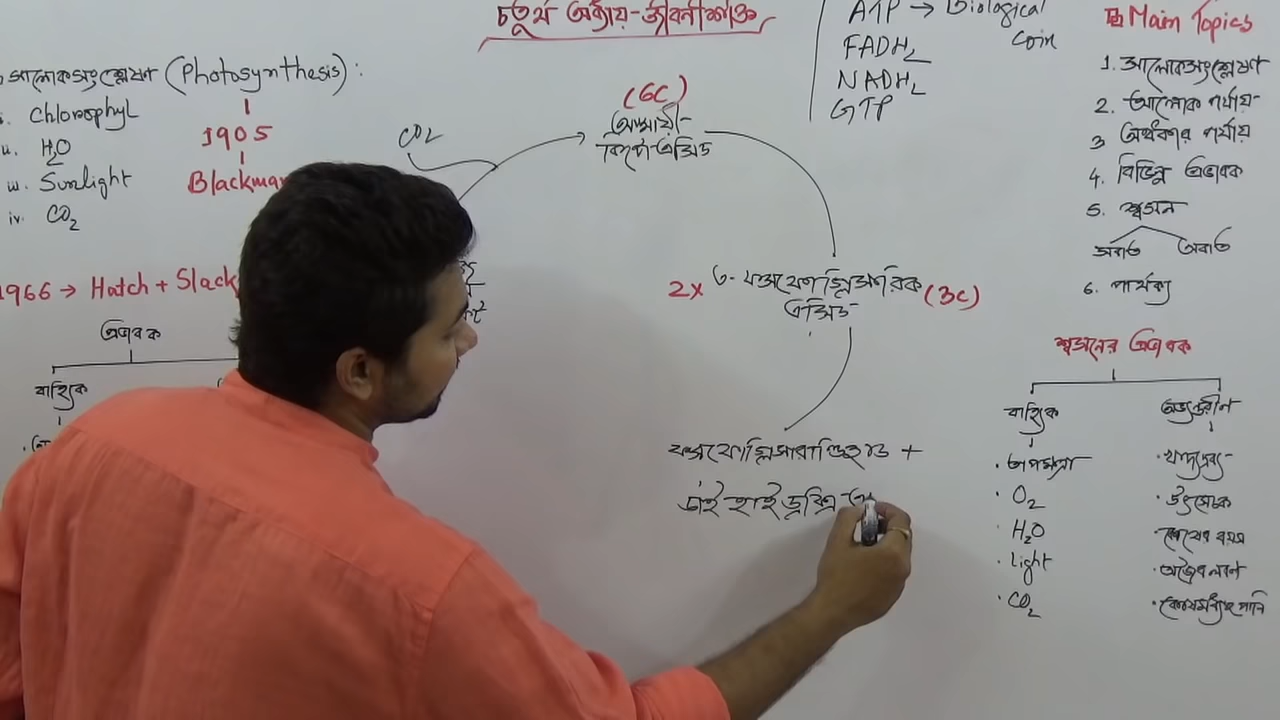 চতুর্থ অধ্যায়-জীবনীশক্তি
আলোকসংশ্লেষণ (Photosynthesis):
Chlorophyl
ii. H2O
iii. Sunlight
iv. CO2
1905
Blackman
1966 → Hatch + Slack
প্রভাবক
বাহ্যিক
CO2
(6C)
অস্থায়ী-
কিটো এসিড
2x ৩-ফসফোগ্লিসারিক (3C)
এসিড-
ফসফোগ্লিসারালডিহাইড +
ডাই হাইড্রক্সি
ATP → Biological
Coin
FADH2
NADH2
GTP
Main Topics
1. আলোকসংশ্লেষণ
2. আলোক পর্যায়-
3 অন্ধকার পর্যায়
4. বিভিন্ন প্রভাবক
5. শ্বসন
সবাত অবাত
6. পার্থক্য
শ্বসনের প্রভাবক
বাহ্যিক অভ্যন্তরীণ
· তাপমাত্রা
· O2
· H2O
· Light
· CO2
· খাদ্যদ্রব্য-
· উৎসেচক
· কোষের বয়স
· অজৈব লবণ
· কোষমধ্যস্থ পানি